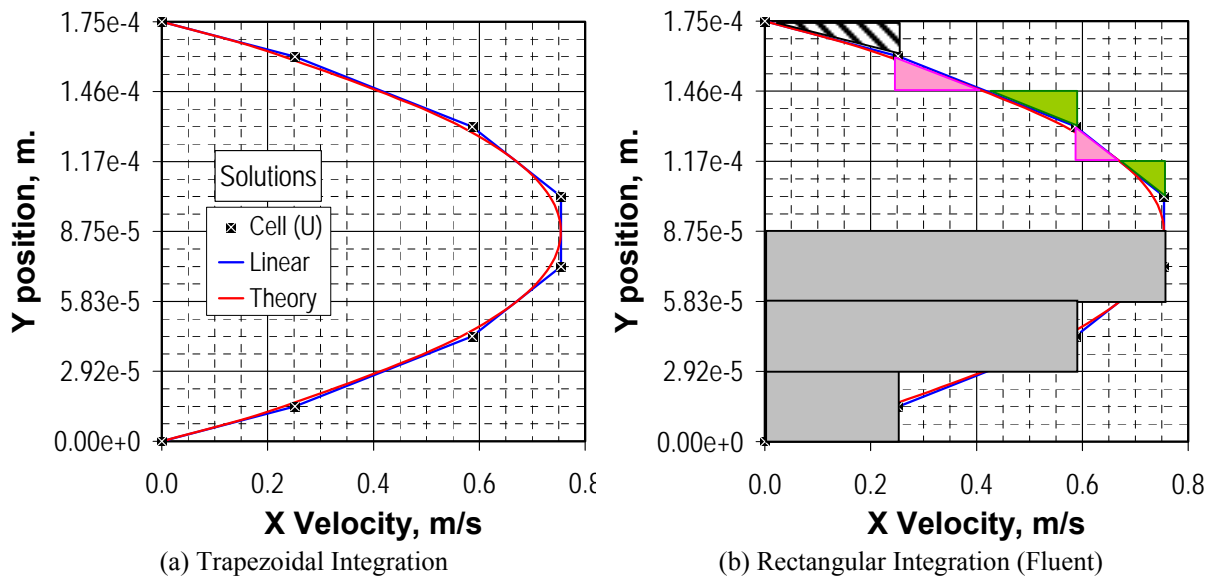 Y position, m.
1.75e-4
1.46e-4
1.17e-4
8.75e-5
5.83e-5
2.92e-5
0.00e+0
Solutions
Cell (U)
Linear
Theory
0.0 0.2 0.4 0.6 0.8
X Velocity, m/s
(a) Trapezoidal Integration
Y position, m.
1.75e-4
1.46e-4
1.17e-4
8.75e-5
5.83e-5
2.92e-5
0.00e+0
0.0 0.2 0.4 0.6 0.8
X Velocity, m/s
(b) Rectangular Integration (Fluent)